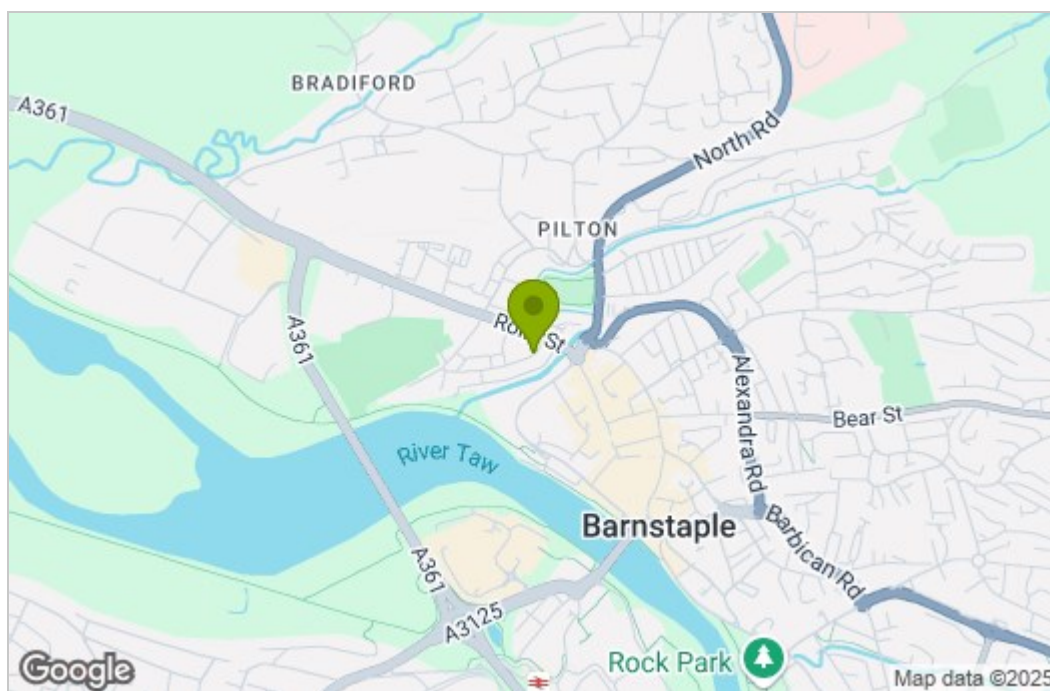 A361
BRADIFORD
North Rd
PILTON
A361
Alexandra Rd
Bear St
River Taw
Barnstaple
Barbican Rd
A361
A3125
Rock Park
Google
Map data ©2025